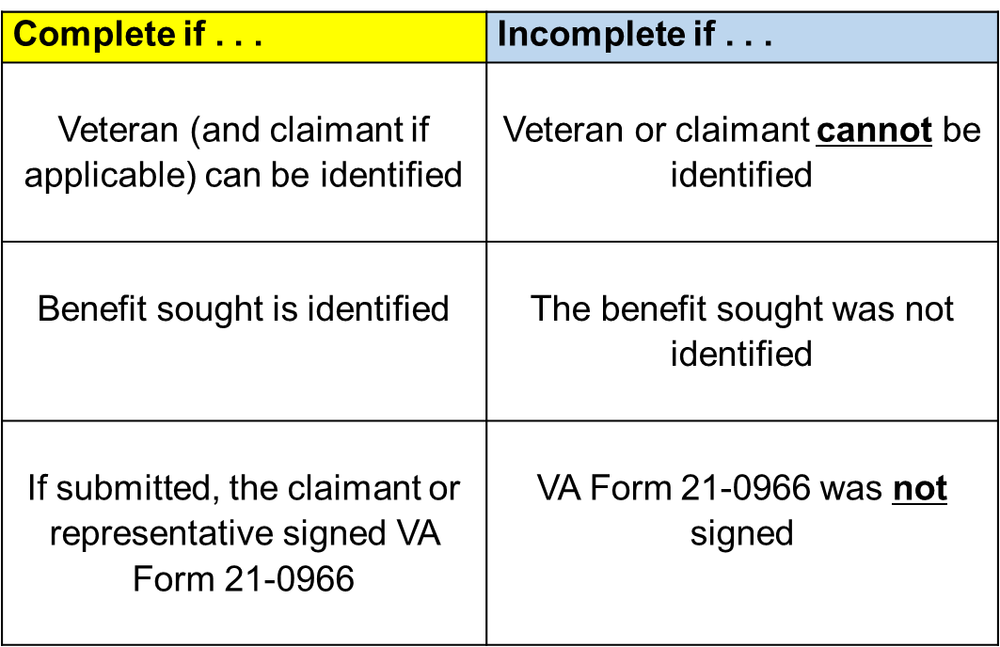 Complete if . . .
Incomplete if . . .
Veteran (and claimant if
applicable) can be identified
Veteran or claimant cannot be
identified
Benefit sought is identified
The benefit sought was not
identified
If submitted, the claimant or
representative signed VA
Form 21-0966
VA Form 21-0966 was not
signed